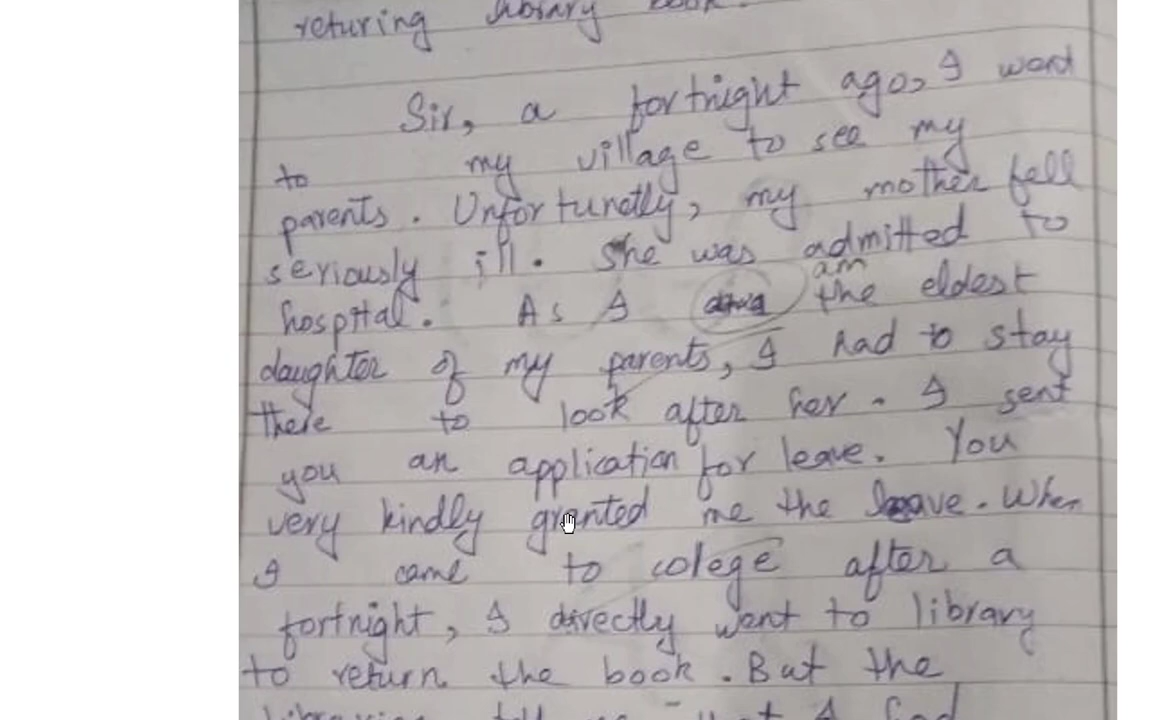 returing library book.
Sir, a fortnight ago, I want
to my village to see my
parents. Unfortunetly, my mother fell
seriously ill. She was admitted to
am
hospital. As I the eldest
daughter of my parents, I had to stay
there to look after her. I sent
you an application for leave. You
very kindly granted me the leave. When
I came to colege after a
fortnight, I directly want to library
to return the book. But the